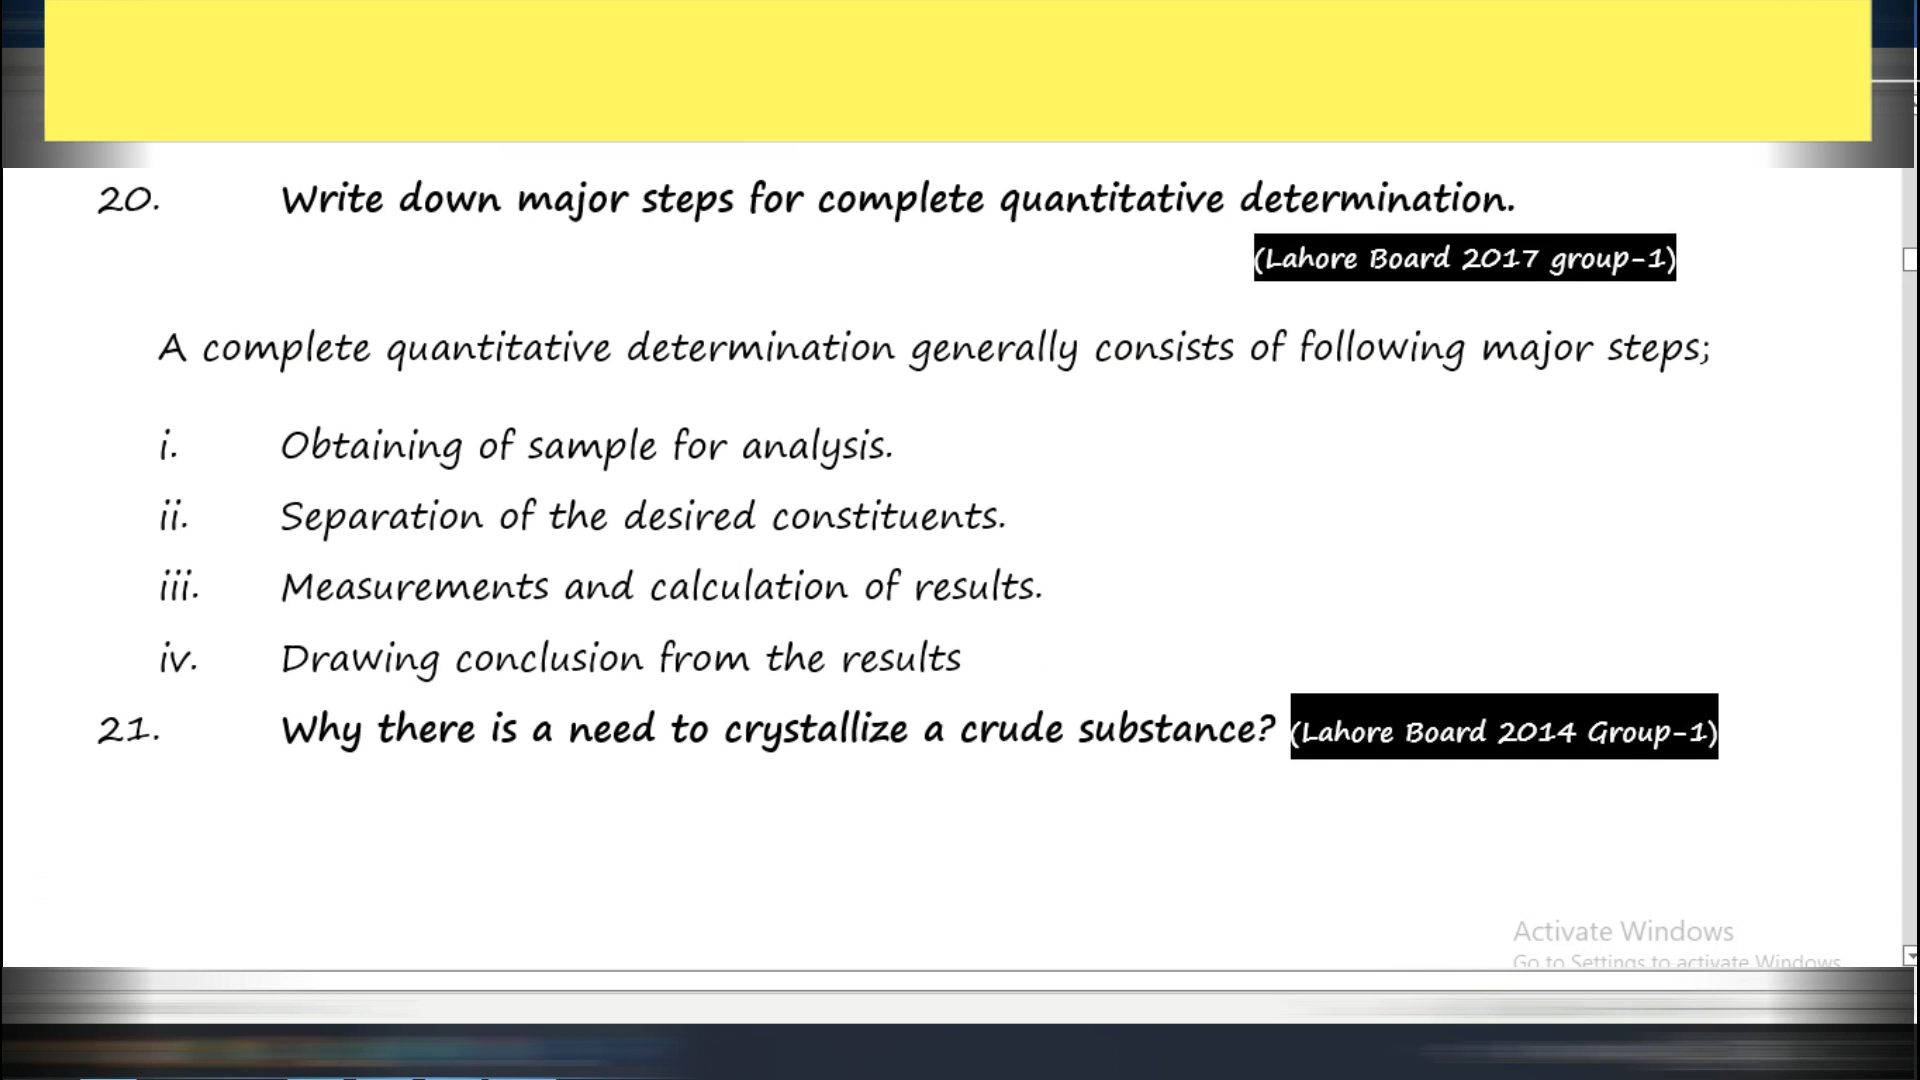 20. Write down major steps for complete quantitative determination.
(Lahore Board 2017 group-1)
A complete quantitative determination generally consists of following major steps;
i. Obtaining of sample for analysis.
ii. Separation of the desired constituents.
iii. Measurements and calculation of results.
iv. Drawing conclusion from the results
21. Why there is a need to crystallize a crude substance? (Lahore Board 2014 Group-1)
Activate Windows
Go to Settings to activate Windows.